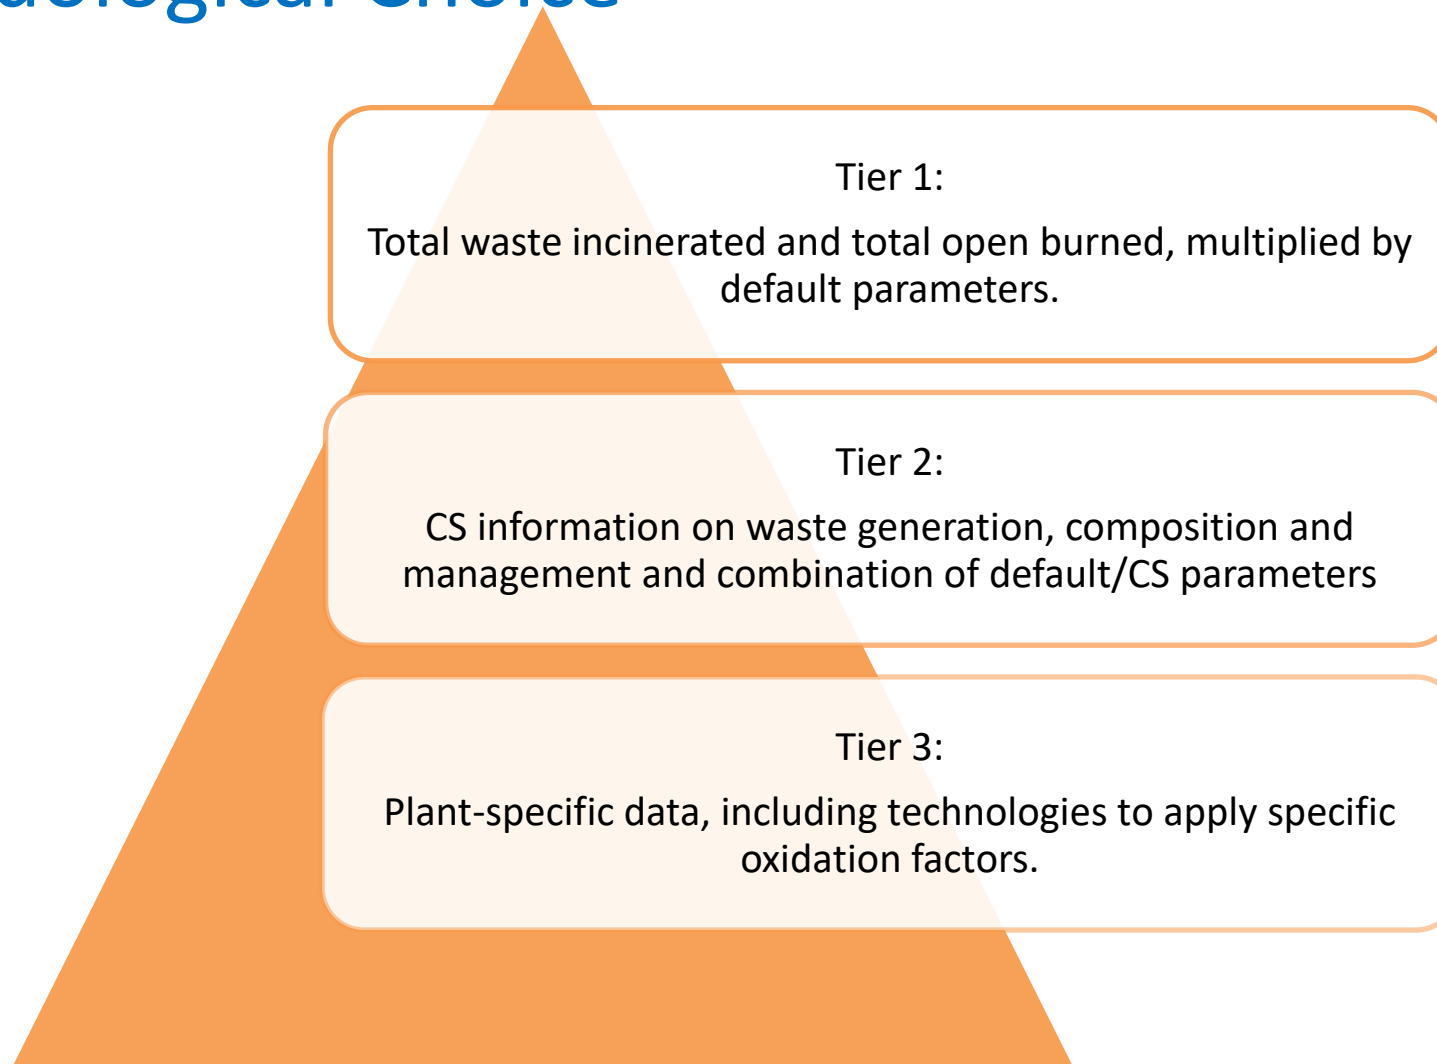 Choice
Tier 1:
Total waste incinerated and total open burned, multiplied by
default parameters.
Tier 2:
CS information on waste generation, composition and
management and combination of default/CS parameters
Tier 3:
Plant-specific data, including technologies to apply specific
oxidation factors.